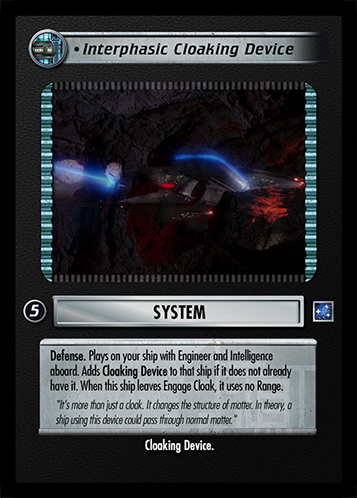 • Interphasic Cloaking Device
5 SYSTEM
Defense. Plays on your ship with Engineer and Intelligence
aboard. Adds Cloaking Device to that ship if it does not already
have it. When this ship leaves Engage Cloak, it uses no Range.
"It's more than just a cloak. It changes the structure of matter. In theory, a
ship using this device could pass through normal matter."
Cloaking Device.